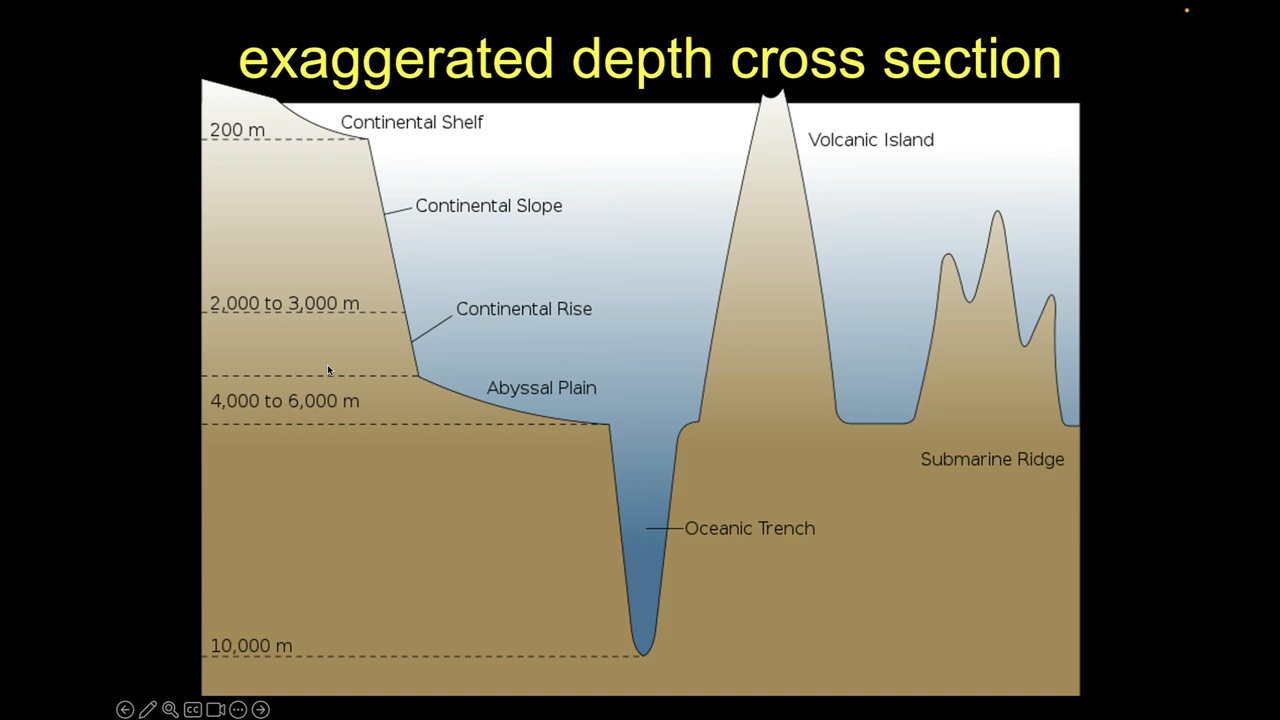 exaggerated depth cross section
Continental Shelf
200 m
Volcanic Island
Continental Slope
2,000 to 3,000 m
Continental Rise
Abyssal Plain
4,000 to 6,000 m
Submarine Ridge
Oceanic Trench
10,000 m
CC